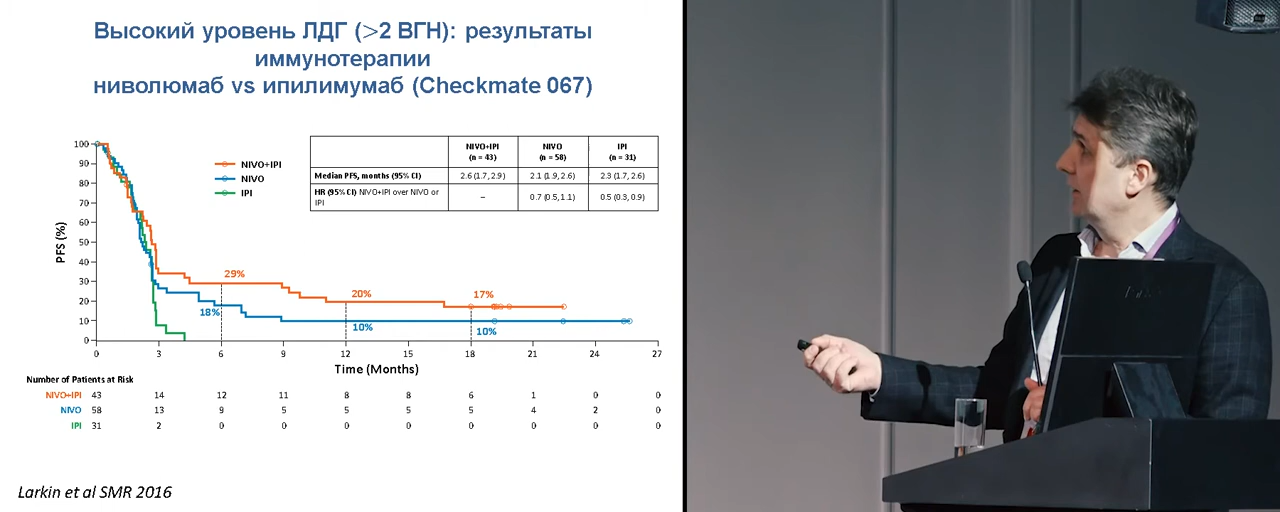 Высокий уровень ЛДГ (>2 ВГН): результаты
иммунотерапии
ниволюмаб vs ипилимумаб (Checkmate 067)
NIVO+IPI
(n = 43)
NIVO
(n = 58)
IPI
(n = 31)
Median PFS, months (95% CI) 2.6 (1.7, 2.9) 2.1 (1.9, 2.6) 2.3 (1.7, 2.6)
HR (95% CI) NIVO+IPI over NIVO or
IPI
– 0.7 (0.5, 1.1) 0.5 (0.3, 0.9)
NIVO+IPI
NIVO
IPI
PFS (%)
100
90
80
70
60
50
40
30
20
10
0
29%
20%
17%
18%
10%
10%
0 3 6 9 12 15 18 21 24 27
Time (Months)
Number of Patients at Risk
NIVO+IPI 43 14 12 11 8 8 6 1 0 0
NIVO 58 13 9 5 5 5 5 4 2 0
IPI 31 2 0 0 0 0 0 0 0 0
Larkin et al SMR 2016